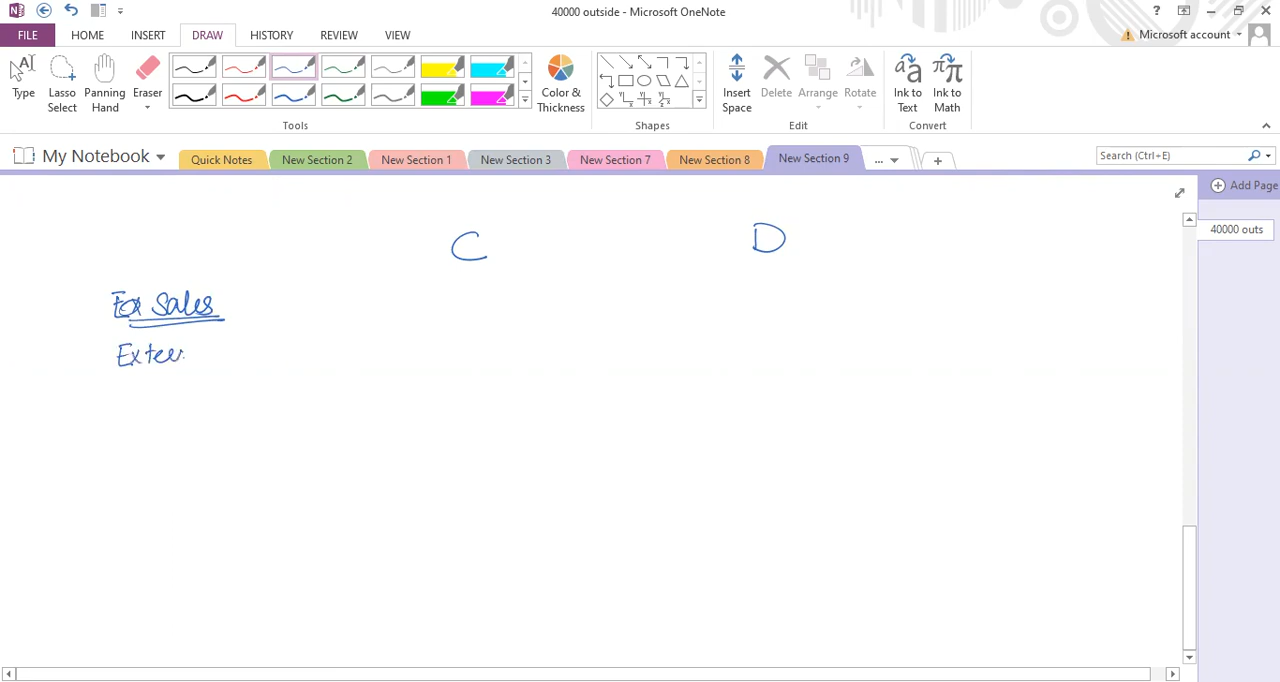 40000 outside - Microsoft OneNote
?
FILE HOME INSERT DRAW HISTORY REVIEW VIEW
Microsoft account
Type
Lasso Select
Panning Hand
Eraser
Color & Thickness
Insert Space
Delete
Arrange
Rotate
Ink to Text
Ink to Math
Tools Shapes Edit Convert
My Notebook Quick Notes New Section 2 New Section 1 New Section 3 New Section 7 New Section 8 New Section 9 ... Search (Ctrl+E)
Add Page
40000 outs
C D
Sales
Exter